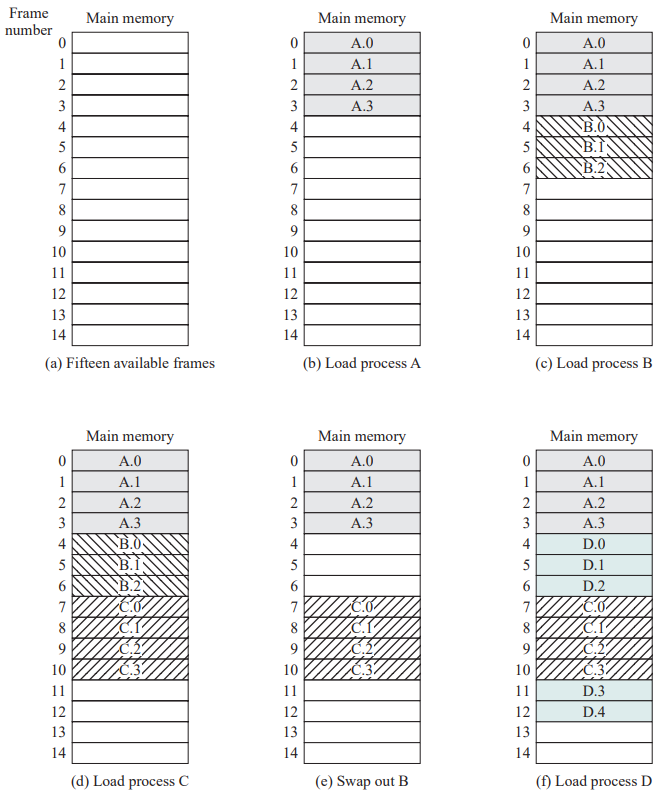 Frame
number
Main memory
0
1
2
3
4
5
6
7
8
9
10
11
12
13
14
(a) Fifteen available frames
Main memory
0 A.0
1 A.1
2 A.2
3 A.3
4
5
6
7
8
9
10
11
12
13
14
(b) Load process A
Main memory
0 A.0
1 A.1
2 A.2
3 A.3
4 B.0
5 B.1
6 B.2
7
8
9
10
11
12
13
14
(c) Load process B
Main memory
0 A.0
1 A.1
2 A.2
3 A.3
4 B.0
5 B.1
6 B.2
7 C.0
8 C.1
9 C.2
10 C.3
11
12
13
14
(d) Load process C
Main memory
0 A.0
1 A.1
2 A.2
3 A.3
4
5
6
7 C.0
8 C.1
9 C.2
10 C.3
11
12
13
14
(e) Swap out B
Main memory
0 A.0
1 A.1
2 A.2
3 A.3
4 D.0
5 D.1
6 D.2
7 C.0
8 C.1
9 C.2
10 C.3
11 D.3
12 D.4
13
14
(f) Load process D